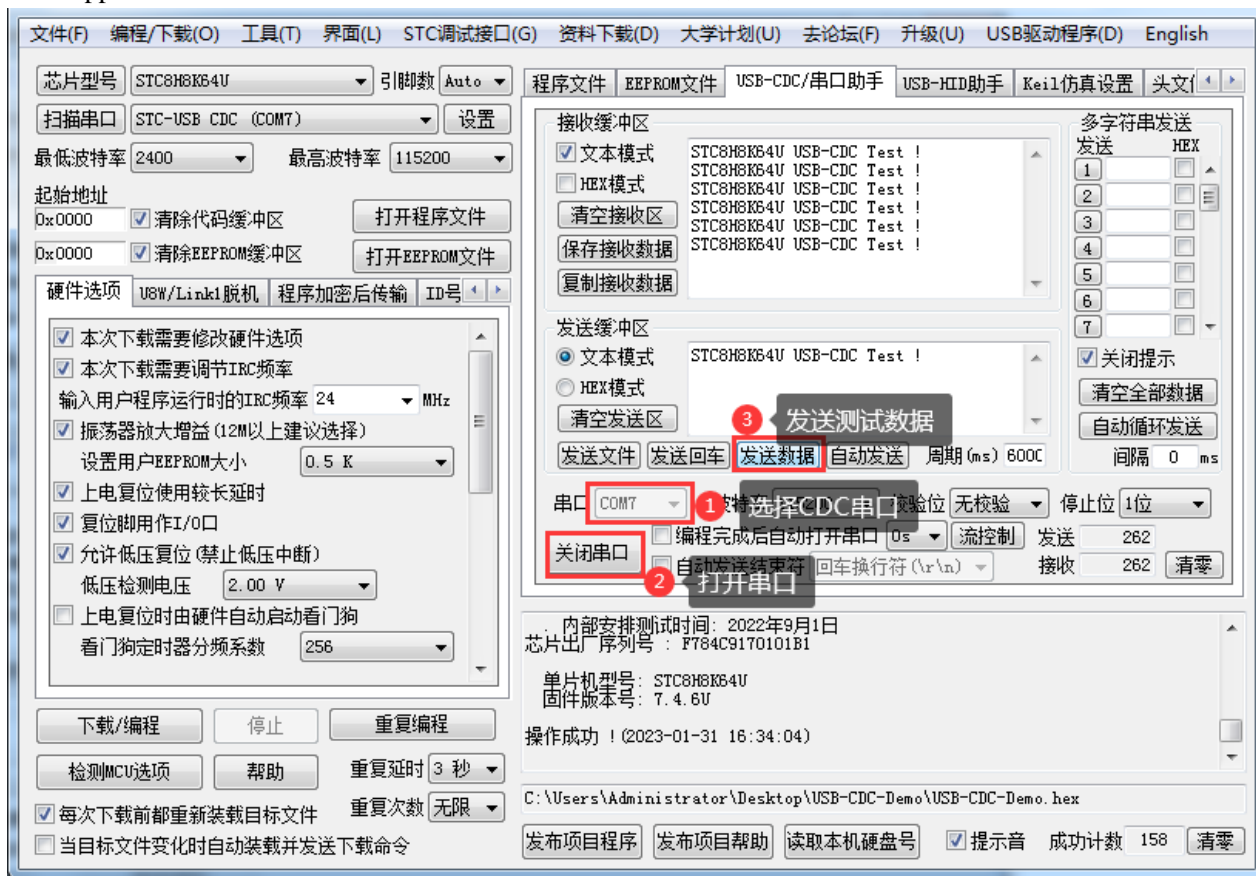 文件(F) 编程/下载(O) 工具(T) 界面(L) STC调试接口(G) 资料下载(D) 大学计划(U) 去论坛(F) 升级(U) USB驱动程序(D) English
芯片型号 STC8H8K64U 引脚数 Auto
扫描串口 STC-USB CDC (COM7) 设置
最低波特率 2400 最高波特率 115200
起始地址
0x0000 清除代码缓冲区 打开程序文件
0x0000 清除EEPROM缓冲区 打开EEPROM文件
硬件选项 U8W/Link1脱机 程序加密后传输 ID号
本次下载需要修改硬件选项
本次下载需要调节IRC频率
输入用户程序运行时的IRC频率 24 MHz
振荡器放大增益(12M以上建议选择)
设置用户EEPROM大小 0.5 K
上电复位使用较长延时
复位脚用作I/O口
允许低压复位(禁止低压中断)
低压检测电压 2.00 V
上电复位时由硬件自动启动看门狗
看门狗定时器分频系数 256
下载/编程 停止 重复编程
检测MCU选项 帮助 重复延时 3 秒
每次下载前都重新装载目标文件 重复次数 无限
当目标文件变化时自动装载并发送下载命令
程序文件 EEPROM文件 USB-CDC/串口助手 USB-HID助手 Keil仿真设置
接收缓冲区
文本模式
HEX模式
清空接收区
保存接收数据
复制接收数据
STC8H8K64U USB-CDC Test !
STC8H8K64U USB-CDC Test !
STC8H8K64U USB-CDC Test !
STC8H8K64U USB-CDC Test !
STC8H8K64U USB-CDC Test !
STC8H8K64U USB-CDC Test !
多字符串发送
发送 HEX
1
2
3
4
5
6
7
关闭提示
清空全部数据
自动循环发送
间隔 0 ms
发送缓冲区
文本模式 STC8H8K64U USB-CDC Test !
HEX模式
清空发送区 3 发送测试数据
发送文件 发送回车 发送数据 自动发送 周期(ms)
串口 COM7 1 选择CDC串口 校验位 无校验 停止位 1位
编程完成后自动打开串口 0s 流控制 发送 262
关闭串口 自动发送结束符 回车换行符(\r\n) 接收 262 清零
2 打开串口
. 内部安排测试时间: 2022年9月1日
芯片出厂序列号 : F784C9170101B1
单片机型号: STC8H8K64U
固件版本号: 7.4.6U
操作成功 !(2023-01-31 16:34:04)
C:\Users\Administrator\Desktop\USB-CDC-Demo\USB-CDC-Demo.hex
发布项目程序 发布项目帮助 读取本机硬盘号 提示音 成功计数 158 清零